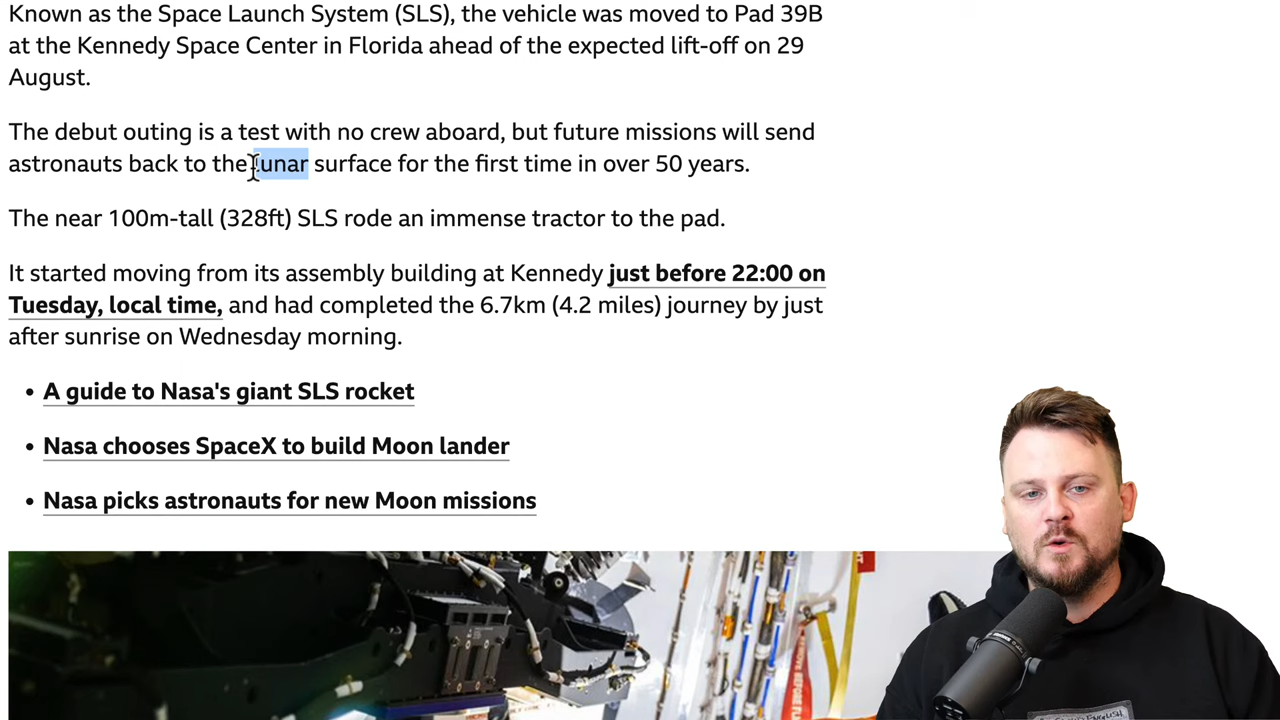 Known as the Space Launch System (SLS), the vehicle was moved to Pad 39B
at the Kennedy Space Center in Florida ahead of the expected lift-off on 29
August.
The debut outing is a test with no crew aboard, but future missions will send
astronauts back to the lunar surface for the first time in over 50 years.
The near 100m-tall (328ft) SLS rode an immense tractor to the pad.
It started moving from its assembly building at Kennedy just before 22:00 on
Tuesday, local time, and had completed the 6.7km (4.2 miles) journey by just
after sunrise on Wednesday morning.
• A guide to Nasa's giant SLS rocket
• Nasa chooses SpaceX to build Moon lander
• Nasa picks astronauts for new Moon missions
REMOVE BEFORE FL
ENGLISH